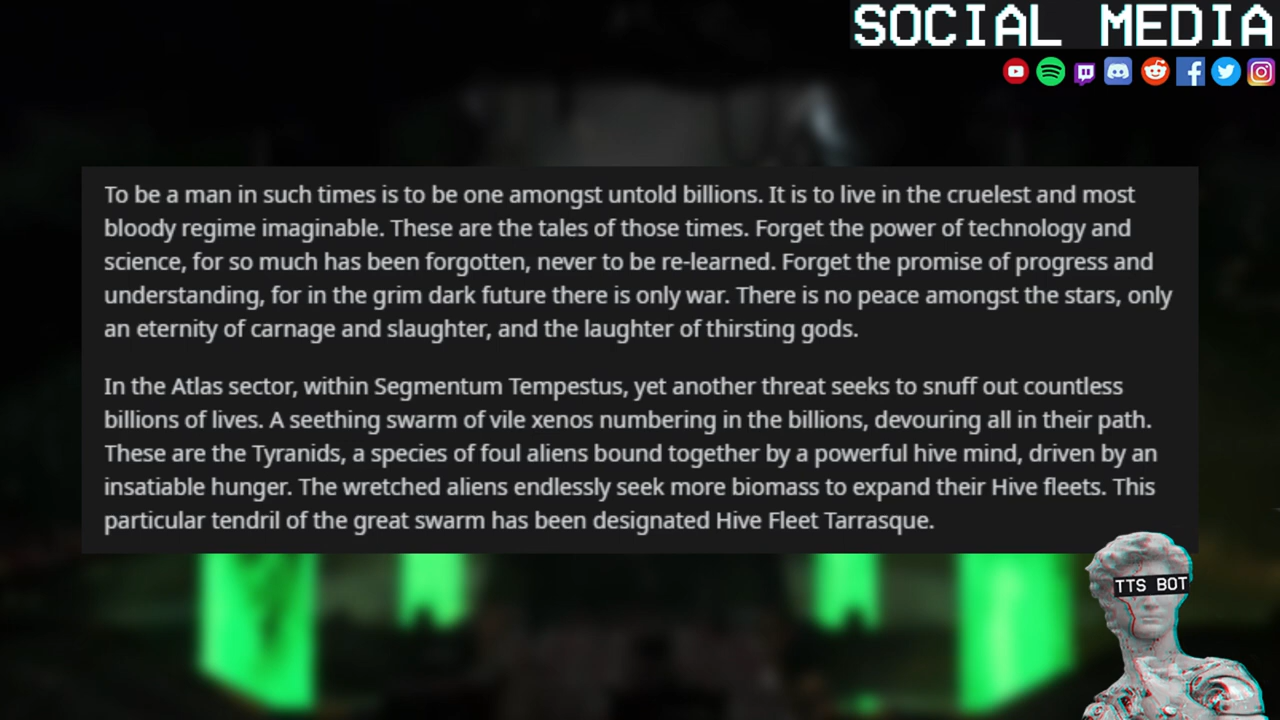 SOCIAL MEDIA
To be a man in such times is to be one amongst untold billions. It is to live in the cruelest and most
bloody regime imaginable. These are the tales of those times. Forget the power of technology and
science, for so much has been forgotten, never to be re-learned. Forget the promise of progress and
understanding, for in the grim dark future there is only war. There is no peace amongst the stars, only
an eternity of carnage and slaughter, and the laughter of thirsting gods.
In the Atlas sector, within Segmentum Tempestus, yet another threat seeks to snuff out countless
billions of lives. A seething swarm of vile xenos numbering in the billions, devouring all in their path.
These are the Tyranids, a species of foul aliens bound together by a powerful hive mind, driven by an
insatiable hunger. The wretched aliens endlessly seek more biomass to expand their Hive fleets. This
particular tendril of the great swarm has been designated Hive Fleet Tarrasque.
TTS BOT